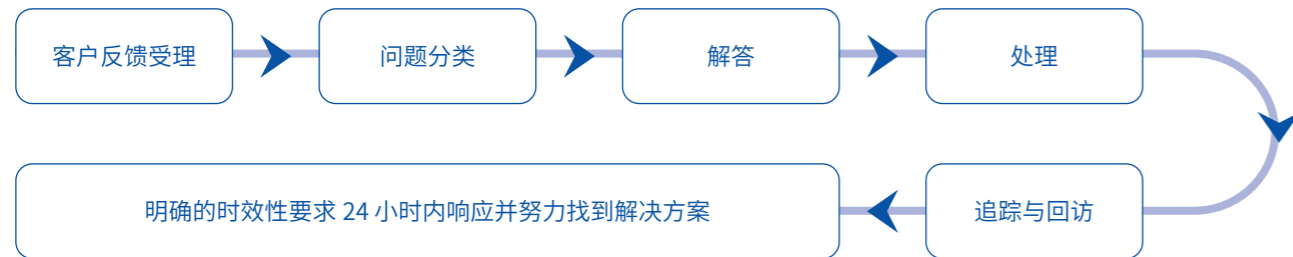 客户反馈受理
问题分类
解答
处理
追踪与回访
明确的时效性要求 24 小时内响应并努力找到解决方案